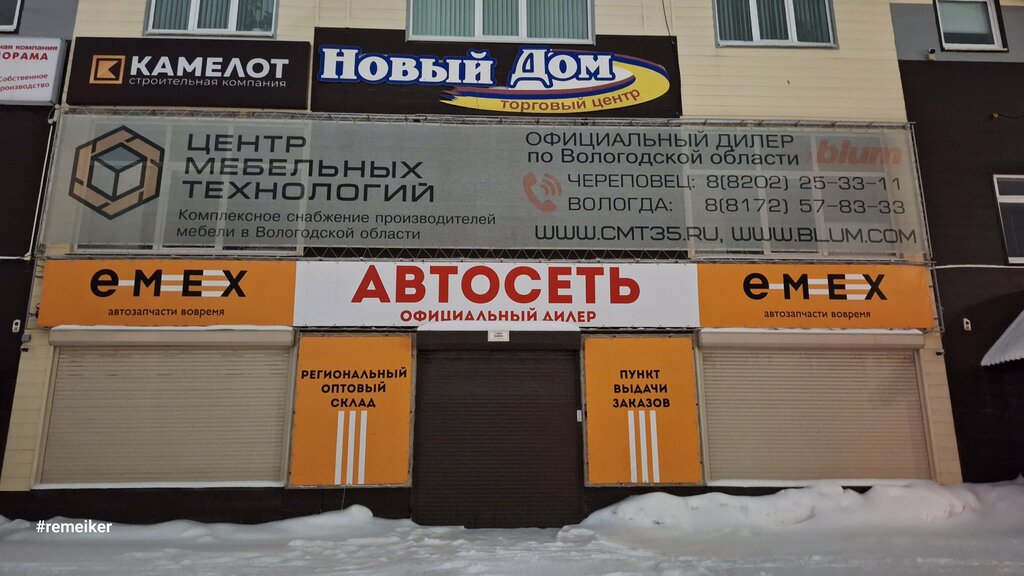 ная компания
ОРАМА
Собственное
роизводство
КАМЕЛОТ
строительная компания
Новый Дом
торговый центр
ЦЕНТР
МЕБЕЛЬНЫХ
ТЕХНОЛОГИЙ
Комплексное снабжение производителей
мебели в Вологодской области
ОФИЦИАЛЬНЫЙ ДИЛЕР
по Вологодской области
blum
ЧЕРЕПОВЕЦ: 8(8202) 25-33-11
ВОЛОГДА: 8(8172) 57-83-33
WWW.CMT35.RU, WWW.BLUM.COM
emex
автозапчасти вовремя
АВТОСЕТЬ
ОФИЦИАЛЬНЫЙ ДИЛЕР
emex
автозапчасти вовремя
РЕГИОНАЛЬНЫЙ
ОПТОВЫЙ
СКЛАД
ПУНКТ
ВЫДАЧИ
ЗАКАЗОВ
#remeiker